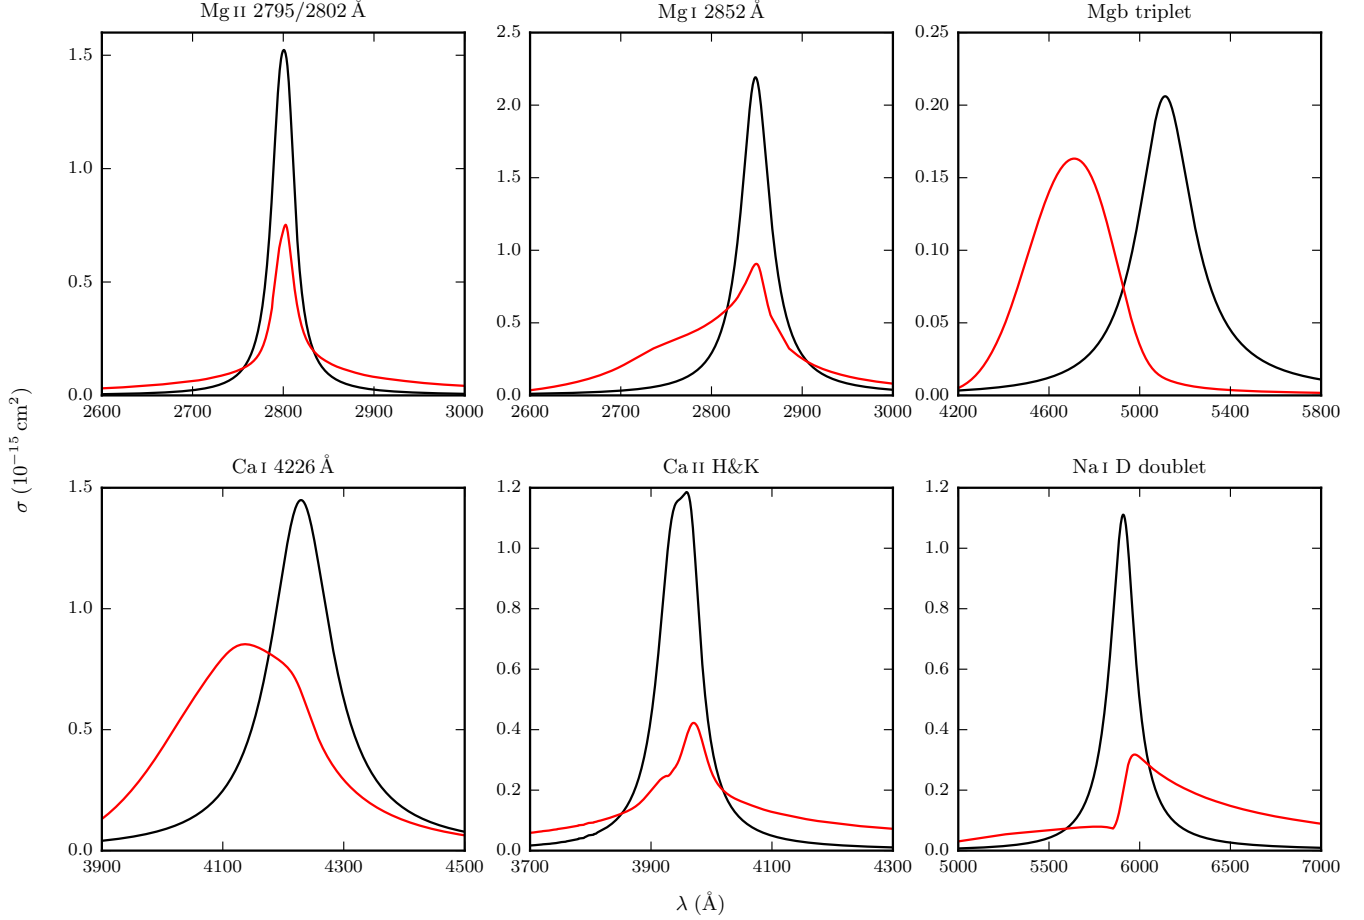 Mg II 2795/2802 Å
Mg I 2852 Å
Mgb triplet
1.5
1.0
0.5
0.0
2600 2700 2800 2900 3000
2.5
2.0
1.5
1.0
0.5
0.0
2600 2700 2800 2900 3000
0.25
0.20
0.15
0.10
0.05
0.00
4200 4600 5000 5400 5800
σ (10⁻¹⁵ cm²)
Ca I 4226 Å
Ca II H&K
Na I D doublet
1.5
1.0
0.5
0.0
3900 4100 4300 4500
1.2
1.0
0.8
0.6
0.4
0.2
0.0
3700 3900 4100 4300
1.2
1.0
0.8
0.6
0.4
0.2
0.0
5000 5500 6000 6500 7000
λ (Å)